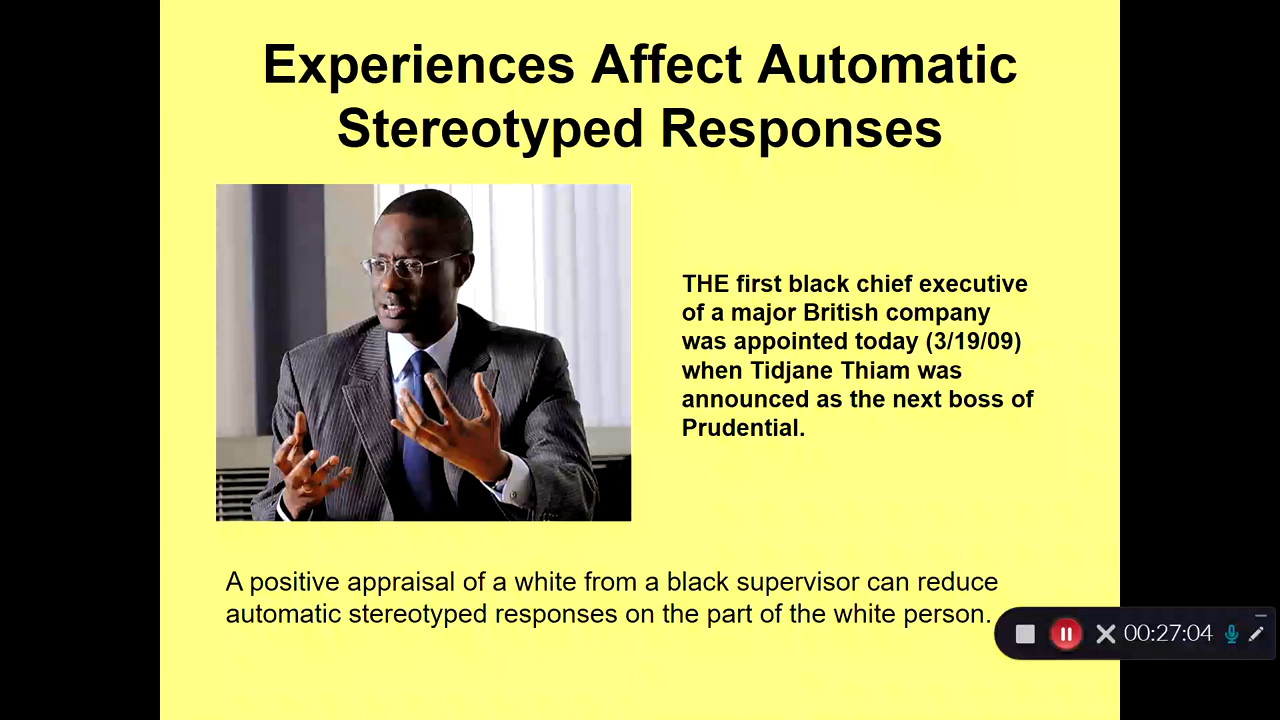 Experiences Affect Automatic
Stereotyped Responses
THE first black chief executive
of a major British company
was appointed today (3/19/09)
when Tidjane Thiam was
announced as the next boss of
Prudential.
A positive appraisal of a white from a black supervisor can reduce
automatic stereotyped responses on the part of the white person.
00:27:04